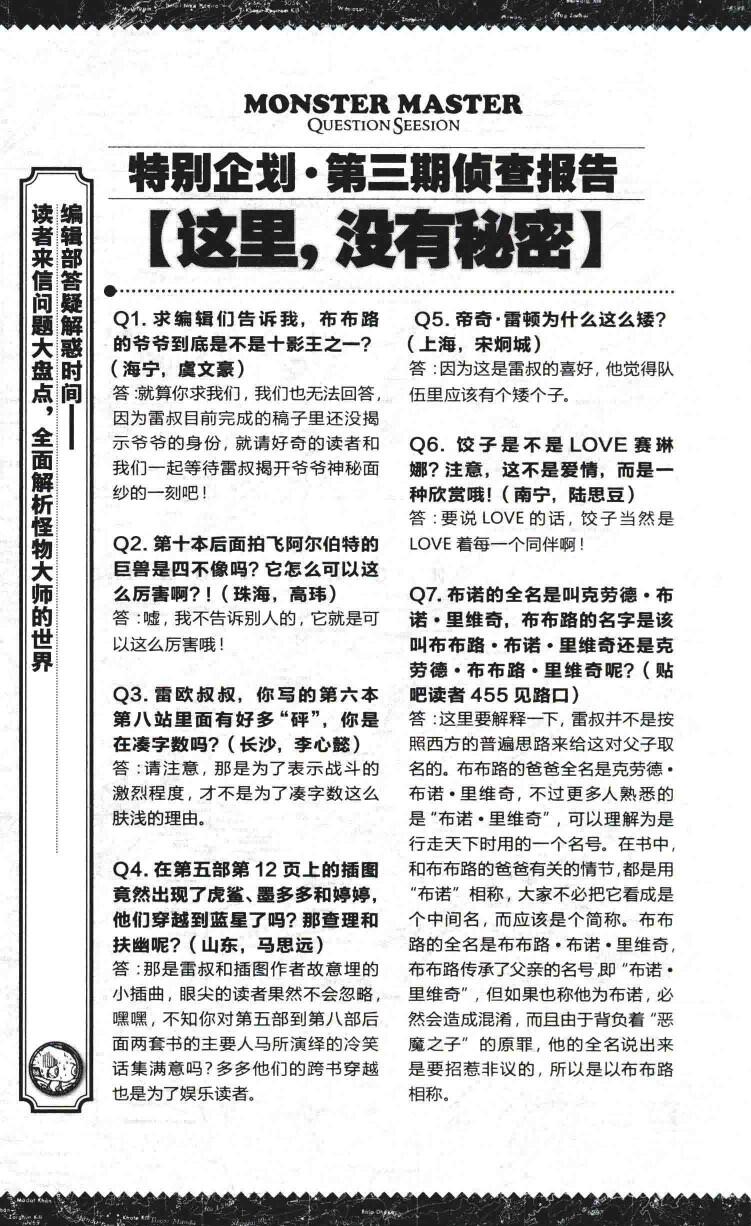 MONSTER MASTER
QUESTION SEESION
特别企划·第三期侦查报告
【这里，没有秘密】
编辑部答疑解惑时间——
读者来信问题大盘点，全面解析怪物大师的世界
Q1. 求编辑们告诉我，布布路
的爷爷到底是不是十影王之一？
（海宁，虞文豪）
答：就算你求我们，我们也无法回答，
因为雷叔目前完成的稿子里还没揭
示爷爷的身份，就请好奇的读者和
我们一起等待雷叔揭开爷爷神秘面
纱的一刻吧！
Q2. 第十本后面拍飞阿尔伯特的
巨兽是四不像吗？它怎么可以这
么厉害啊？！（珠海，高玮）
答：嘘，我不告诉别人的，它就是可
以这么厉害哦！
Q3. 雷欧叔叔，你写的第六本
第八站里面有好多“砰”，你是
在凑字数吗？（长沙，李心懿）
答：请注意，那是为了表示战斗的
激烈程度，才不是为了凑字数这么
肤浅的理由。
Q4. 在第五部第 12 页上的插图
竟然出现了虎鲨、墨多多和婷婷，
他们穿越到蓝星了吗？那查理和
扶幽呢？（山东，马思远）
答：那是雷叔和插图作者故意埋的
小插曲，眼尖的读者果然不会忽略，
嘿嘿，不知你对第五部到第八部后
面两套书的主要人马所演绎的冷笑
话集满意吗？多多他们的跨书穿越
也是为了娱乐读者。
Q5. 帝奇·雷顿为什么这么矮？
（上海，宋炯城）
答：因为这是雷叔的喜好，他觉得队
伍里应该有个矮个子。
Q6. 饺子是不是 LOVE 赛琳
娜？注意，这不是爱情，而是一
种欣赏哦！（南宁，陆思豆）
答：要说 LOVE 的话，饺子当然是
LOVE 着每一个同伴啊！
Q7. 布诺的全名是叫克劳德·布
诺·里维奇，布布路的名字是该
叫布布路·布诺·里维奇还是克
劳德·布布路·里维奇呢？（贴
吧读者 455 见路口）
答：这里要解释一下，雷叔并不是按
照西方的普遍思路来给这对父子取
名的。布布路的爸爸全名是克劳德·
布诺·里维奇，不过更多人熟悉的
是“布诺·里维奇”，可以理解为是
行走天下时用的一个名号。在书中，
和布布路的爸爸有关的情节，都是用
“布诺”相称，大家不必把它看成是
个中间名，而应该是个简称。布布
路的全名是布布路·布诺·里维奇，
布布路传承了父亲的名号，即“布诺·
里维奇”，但如果也称他为布诺，必
然会造成混淆，而且由于背负着“恶
魔之子”的原罪，他的全名说出来
是要招惹非议的，所以是以布布路
相称。